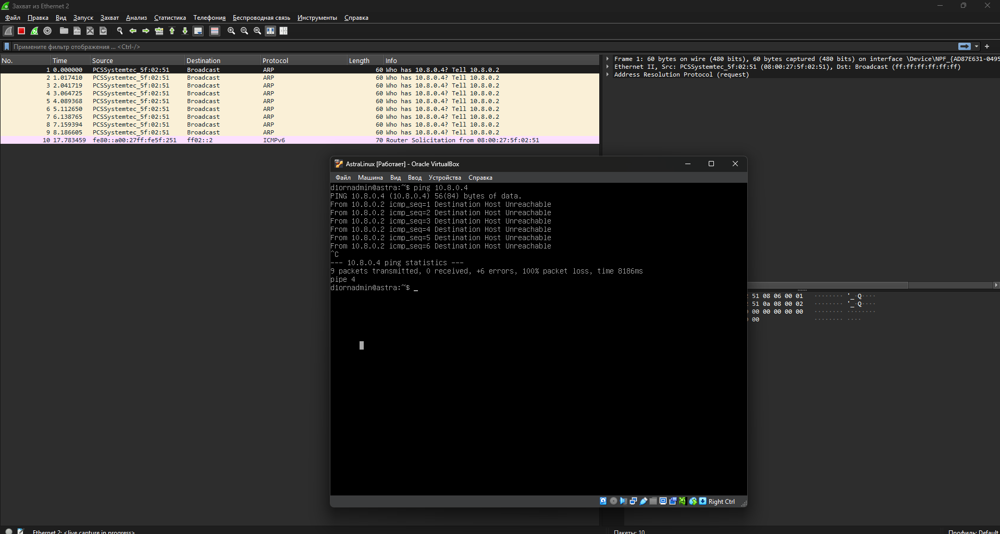 Захват из Ethernet 2
Файл Правка Вид Запуск Захват Анализ Статистика Телефония Беспроводная связь Инструменты Справка
Примените фильтр отображения ... <Ctrl-/>
No. Time Source Destination Protocol Length Info
1 0.000000 PCSSystemtec_5f:02:51 Broadcast ARP 60 Who has 10.8.0.4? Tell 10.8.0.2
2 1.017410 PCSSystemtec_5f:02:51 Broadcast ARP 60 Who has 10.8.0.4? Tell 10.8.0.2
3 2.041719 PCSSystemtec_5f:02:51 Broadcast ARP 60 Who has 10.8.0.4? Tell 10.8.0.2
4 3.064725 PCSSystemtec_5f:02:51 Broadcast ARP 60 Who has 10.8.0.4? Tell 10.8.0.2
5 4.089368 PCSSystemtec_5f:02:51 Broadcast ARP 60 Who has 10.8.0.4? Tell 10.8.0.2
6 5.112650 PCSSystemtec_5f:02:51 Broadcast ARP 60 Who has 10.8.0.4? Tell 10.8.0.2
7 6.138765 PCSSystemtec_5f:02:51 Broadcast ARP 60 Who has 10.8.0.4? Tell 10.8.0.2
8 7.159394 PCSSystemtec_5f:02:51 Broadcast ARP 60 Who has 10.8.0.4? Tell 10.8.0.2
9 8.186605 PCSSystemtec_5f:02:51 Broadcast ARP 60 Who has 10.8.0.4? Tell 10.8.0.2
10 17.783459 fe80::a00:27ff:fe5f:251 ff02::2 ICMPv6 70 Router Solicitation from 08:00:27:5f:02:51
Frame 1: 60 bytes on wire (480 bits), 60 bytes captured (480 bits) on interface \Device\NPF_{AD87E631-0495
Ethernet II, Src: PCSSystemtec_5f:02:51 (08:00:27:5f:02:51), Dst: Broadcast (ff:ff:ff:ff:ff:ff)
Address Resolution Protocol (request)
AstraLinux [Работает] - Oracle VirtualBox
Файл Машина Вид Ввод Устройства Справка
d1ornadmin@astra:~$ ping 10.8.0.4
PING 10.8.0.4 (10.8.0.4) 56(84) bytes of data.
From 10.8.0.2 icmp_seq=1 Destination Host Unreachable
From 10.8.0.2 icmp_seq=2 Destination Host Unreachable
From 10.8.0.2 icmp_seq=3 Destination Host Unreachable
From 10.8.0.2 icmp_seq=4 Destination Host Unreachable
From 10.8.0.2 icmp_seq=5 Destination Host Unreachable
From 10.8.0.2 icmp_seq=6 Destination Host Unreachable
^C
--- 10.8.0.4 ping statistics ---
9 packets transmitted, 0 received, +6 errors, 100% packet loss, time 8186ms
pipe 4
d1ornadmin@astra:~$ _
Right Ctrl
51 08 06 00 01 ········ '_·Q····
51 0a 08 00 02 ········ '_·Q····
00 00 00 00 00 ········ ········
00 ········ ····
Ethernet 2: <live capture in progress>
Пакеты: 10
Профиль: Default